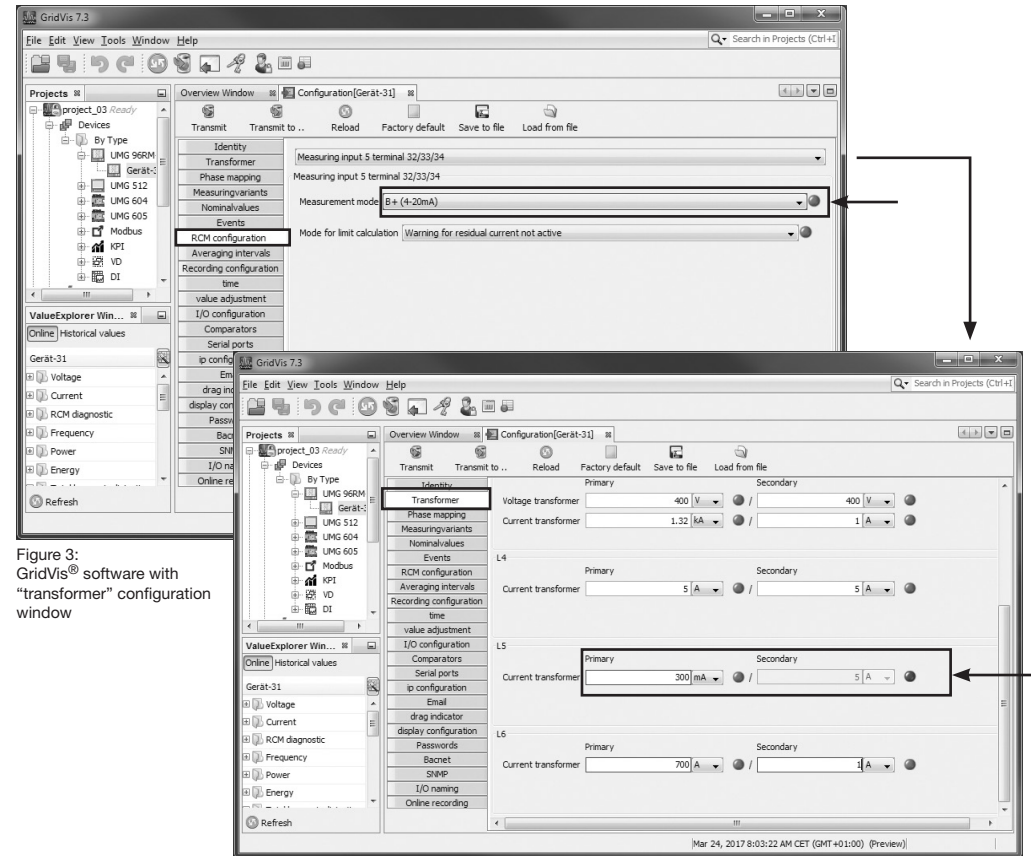 GridVis 7.3
File Edit View Tools Window Help
Search in Projects (Ctrl+I
Projects
project_03 Ready
Devices
By Type
UMG 96RM
Gerät-
UMG 512
UMG 604
UMG 605
Modbus
KPI
VD
DI
ValueExplorer Win...
Online Historical values
Gerät-31
Voltage
Current
RCM diagnostic
Frequency
Power
Energy
Refresh
Overview Window Configuration[Gerät-31]
Transmit Transmit to .. Reload Factory default Save to file Load from file
Identity
Transformer
Phase mapping
Measuringvariants
Nominalvalues
Events
RCM configuration
Averaging intervals
Recording configuration
time
value adjustment
I/O configuration
Comparators
Serial ports
ip config
Em
drag ind
display con
Passw
Bac
SN
I/O na
Online re
Measuring input 5 terminal 32/33/34
Measuring input 5 terminal 32/33/34
Measurement mode B+ (4-20mA)
Mode for limit calculation Warning for residual current not active
Figure 3:
GridVis® software with
“transformer” configuration
window
GridVis 7.3
File Edit View Tools Window Help
Search in Projects (Ctrl+I
Projects
project_03 Ready
Devices
By Type
UMG 96RM
Gerät-
UMG 512
UMG 604
UMG 605
Modbus
KPI
VD
DI
ValueExplorer Win...
Online Historical values
Gerät-31
Voltage
Current
RCM diagnostic
Frequency
Power
Energy
Refresh
Overview Window Configuration[Gerät-31]
Transmit Transmit to .. Reload Factory default Save to file Load from file
Identity
Transformer
Phase mapping
Measuringvariants
Nominalvalues
Events
RCM configuration
Averaging intervals
Recording configuration
time
value adjustment
I/O configuration
Comparators
Serial ports
ip configuration
Email
drag indicator
display configuration
Passwords
Bacnet
SNMP
I/O naming
Online recording
Primary Secondary
Voltage transformer 400 V / 400 V
Current transformer 1.32 kA / 1 A
L4
Primary Secondary
Current transformer 5 A / 5 A
L5
Primary Secondary
Current transformer 300 mA / 5 A
L6
Primary Secondary
Current transformer 700 A / 1 A
Mar 24, 2017 8:03:22 AM CET (GMT+01:00) (Preview)